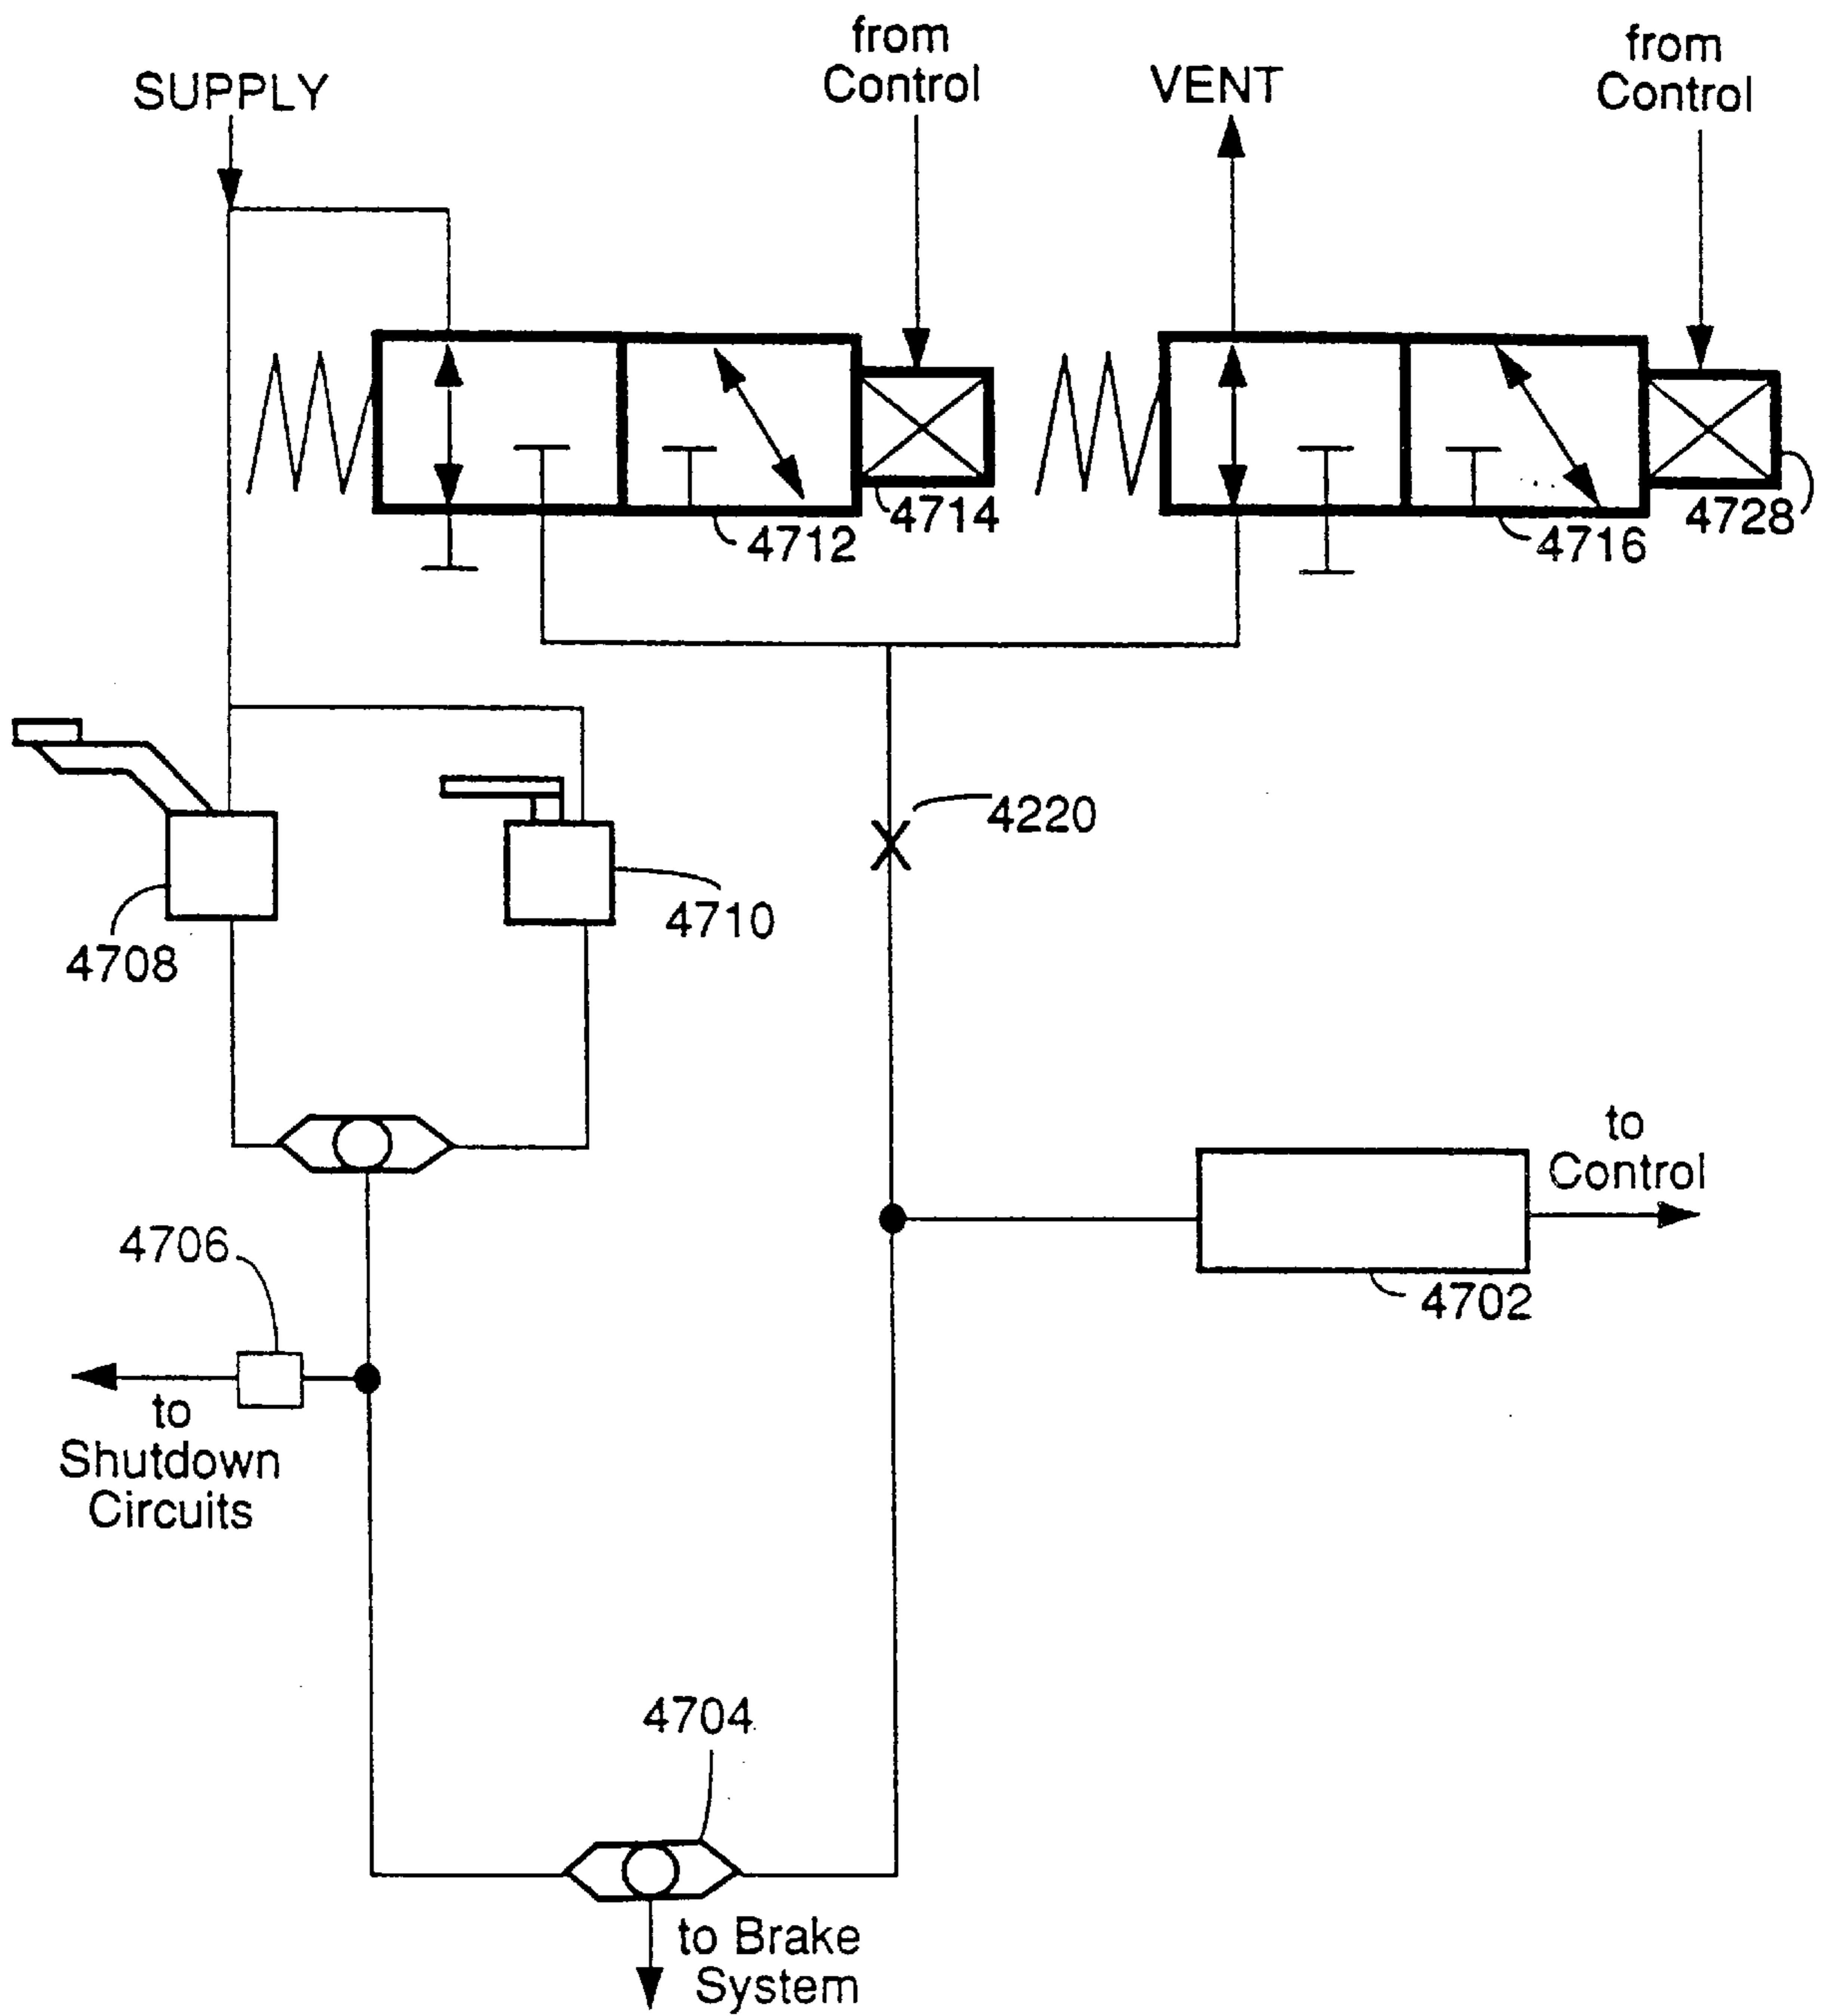 from
Control
from
Control
SUPPLY
VENT
4714
4728
4712
4716
4220
4710
4708
to
Control
4706
4702
to
Shutdown
Circuits
4704
to Brake
System